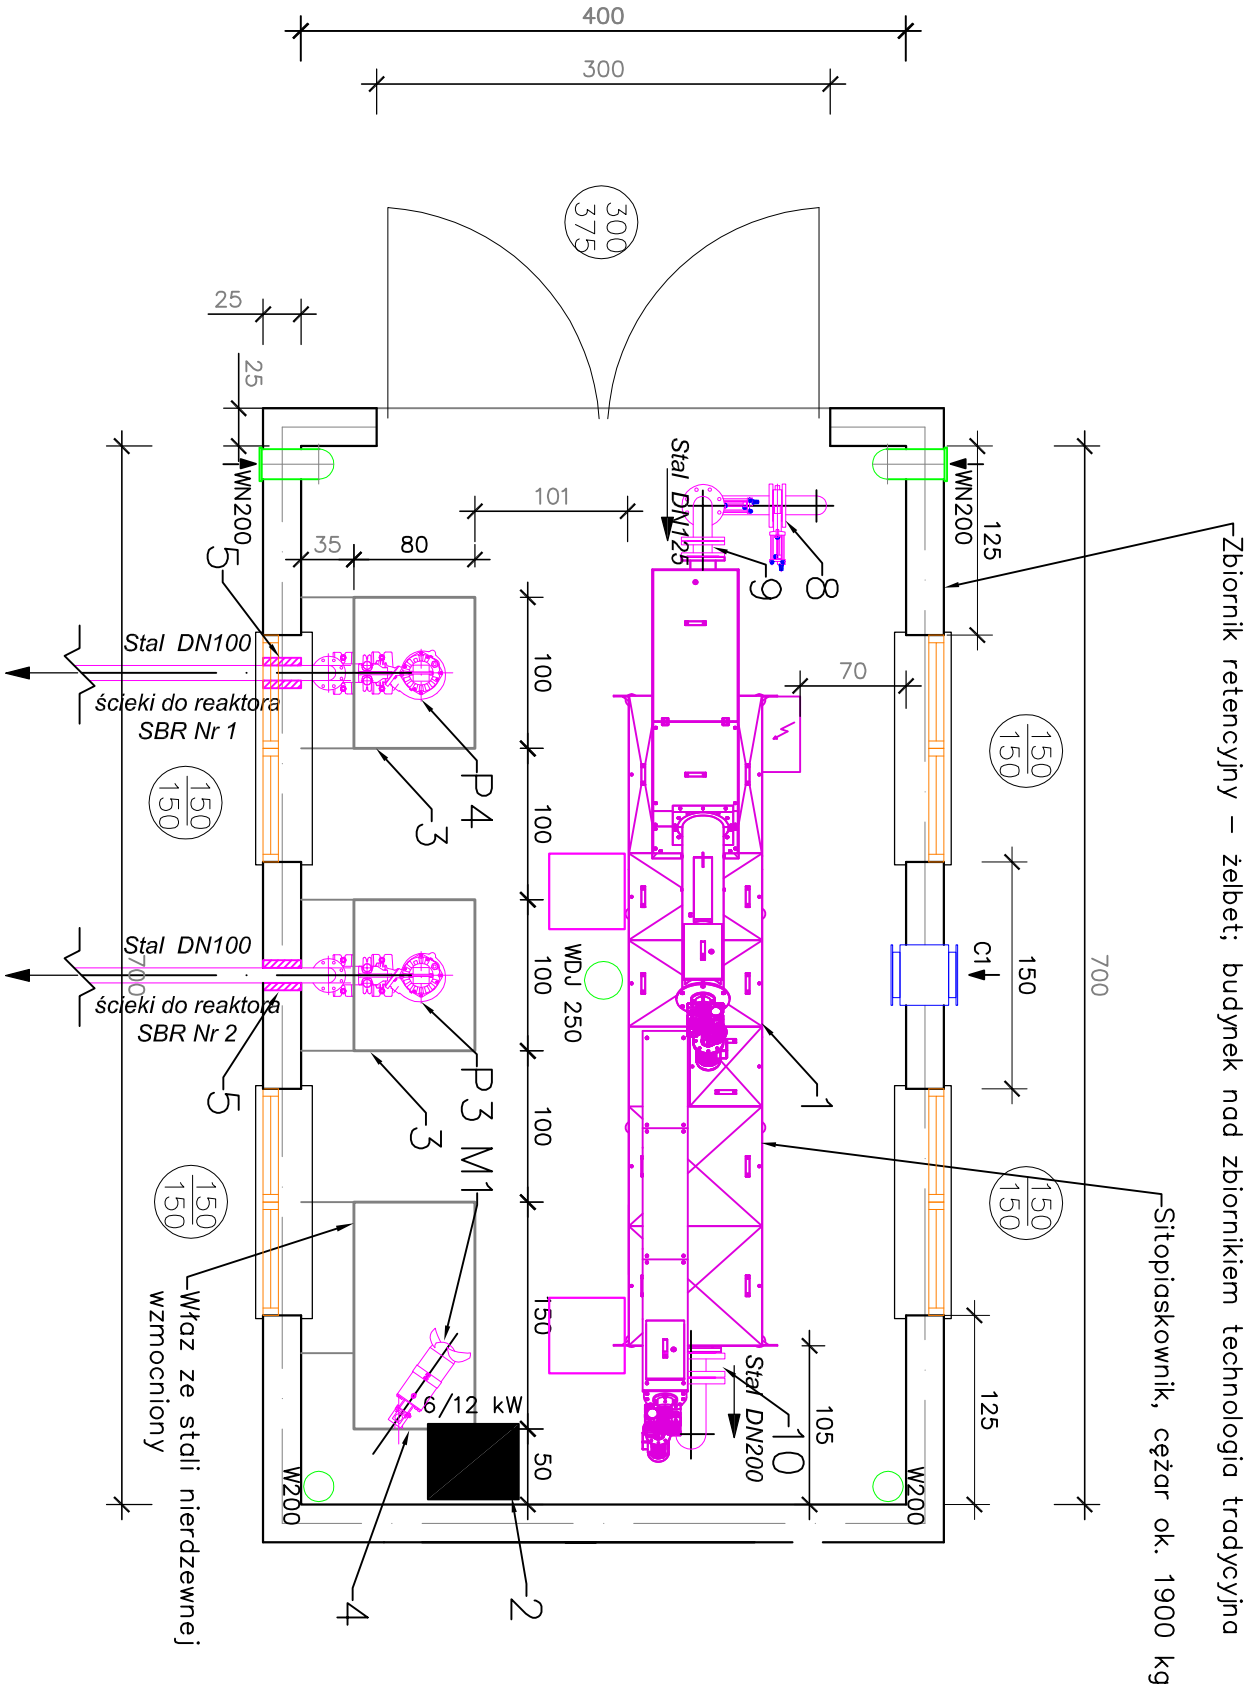 400
300
300
375
25
25
WN200
WN200
125
Zbiornik retencyjny – żelbet; budynek nad zbiornikiem technologia tradycyjna
Stal DN125
101
35
80
5
9
8
Stal DN100
ścieki do reaktora
SBR Nr 1
100
70
150
150
150
150
P4
3
100
700
C1
150
Stal DN100
700
ścieki do reaktora
SBR Nr 2
100
WDJ 250
5
P3
3
M1
100
1
150
150
150
150
Sitopiaskownik, ceżar ok. 1900 kg
Właz ze stali nierdzewnej
wzmocniony
150
6/12 kW
Stal DN200
10
105
125
50
W200
W200
4
2